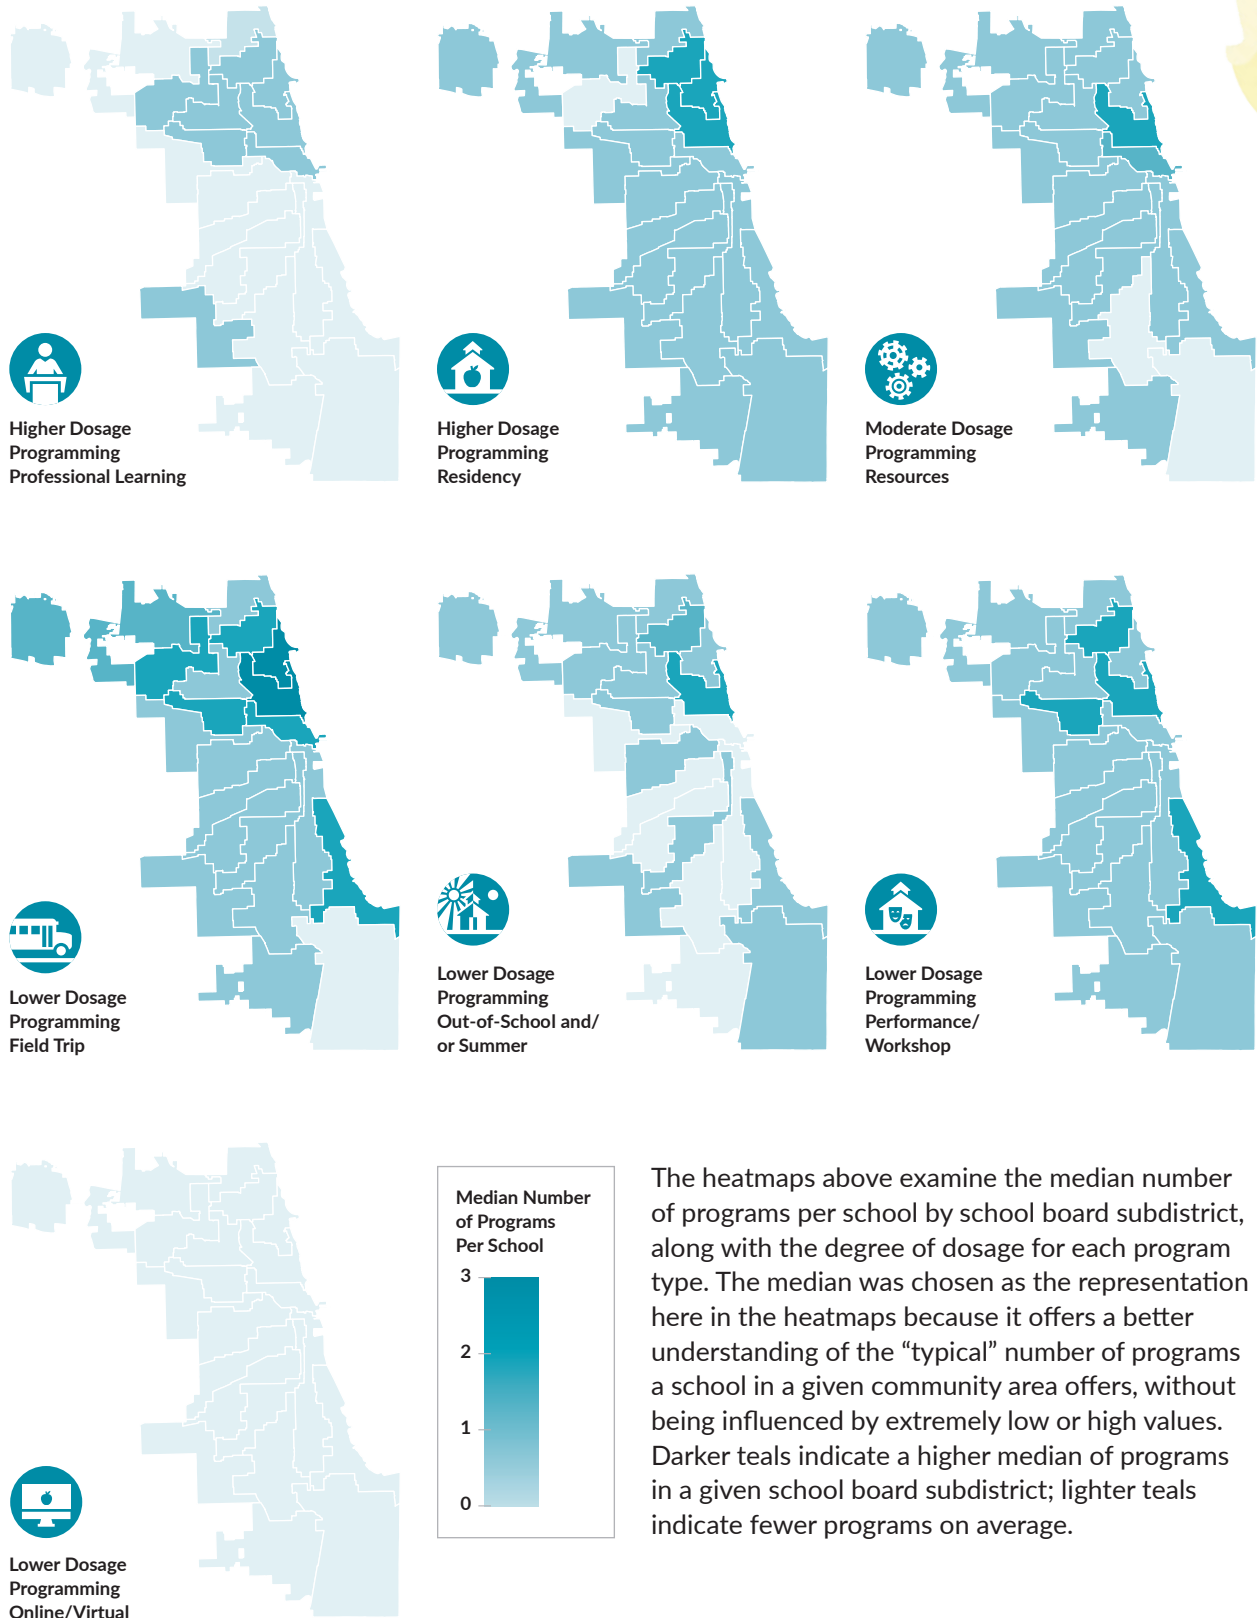 Higher Dosage
Programming
Professional Learning
Higher Dosage
Programming
Residency
Moderate Dosage
Programming
Resources
Lower Dosage
Programming
Field Trip
Lower Dosage
Programming
Out-of-School and/
or Summer
Lower Dosage
Programming
Performance/
Workshop
Lower Dosage
Programming
Online/Virtual
Median Number
of Programs
Per School
3
2
1
0
The heatmaps above examine the median number
of programs per school by school board subdistrict,
along with the degree of dosage for each program
type. The median was chosen as the representation
here in the heatmaps because it offers a better
understanding of the “typical” number of programs
a school in a given community area offers, without
being influenced by extremely low or high values.
Darker teals indicate a higher median of programs
in a given school board subdistrict; lighter teals
indicate fewer programs on average.